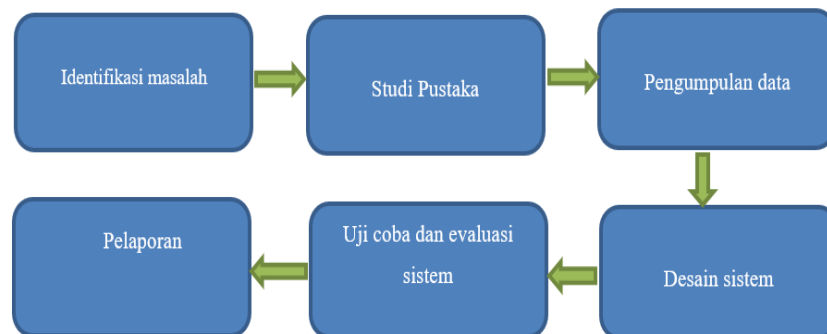 Identifikasi masalah
Studi Pustaka
Pengumpulan data
Desain sistem
Uji coba dan evaluasi
sistem
Pelaporan